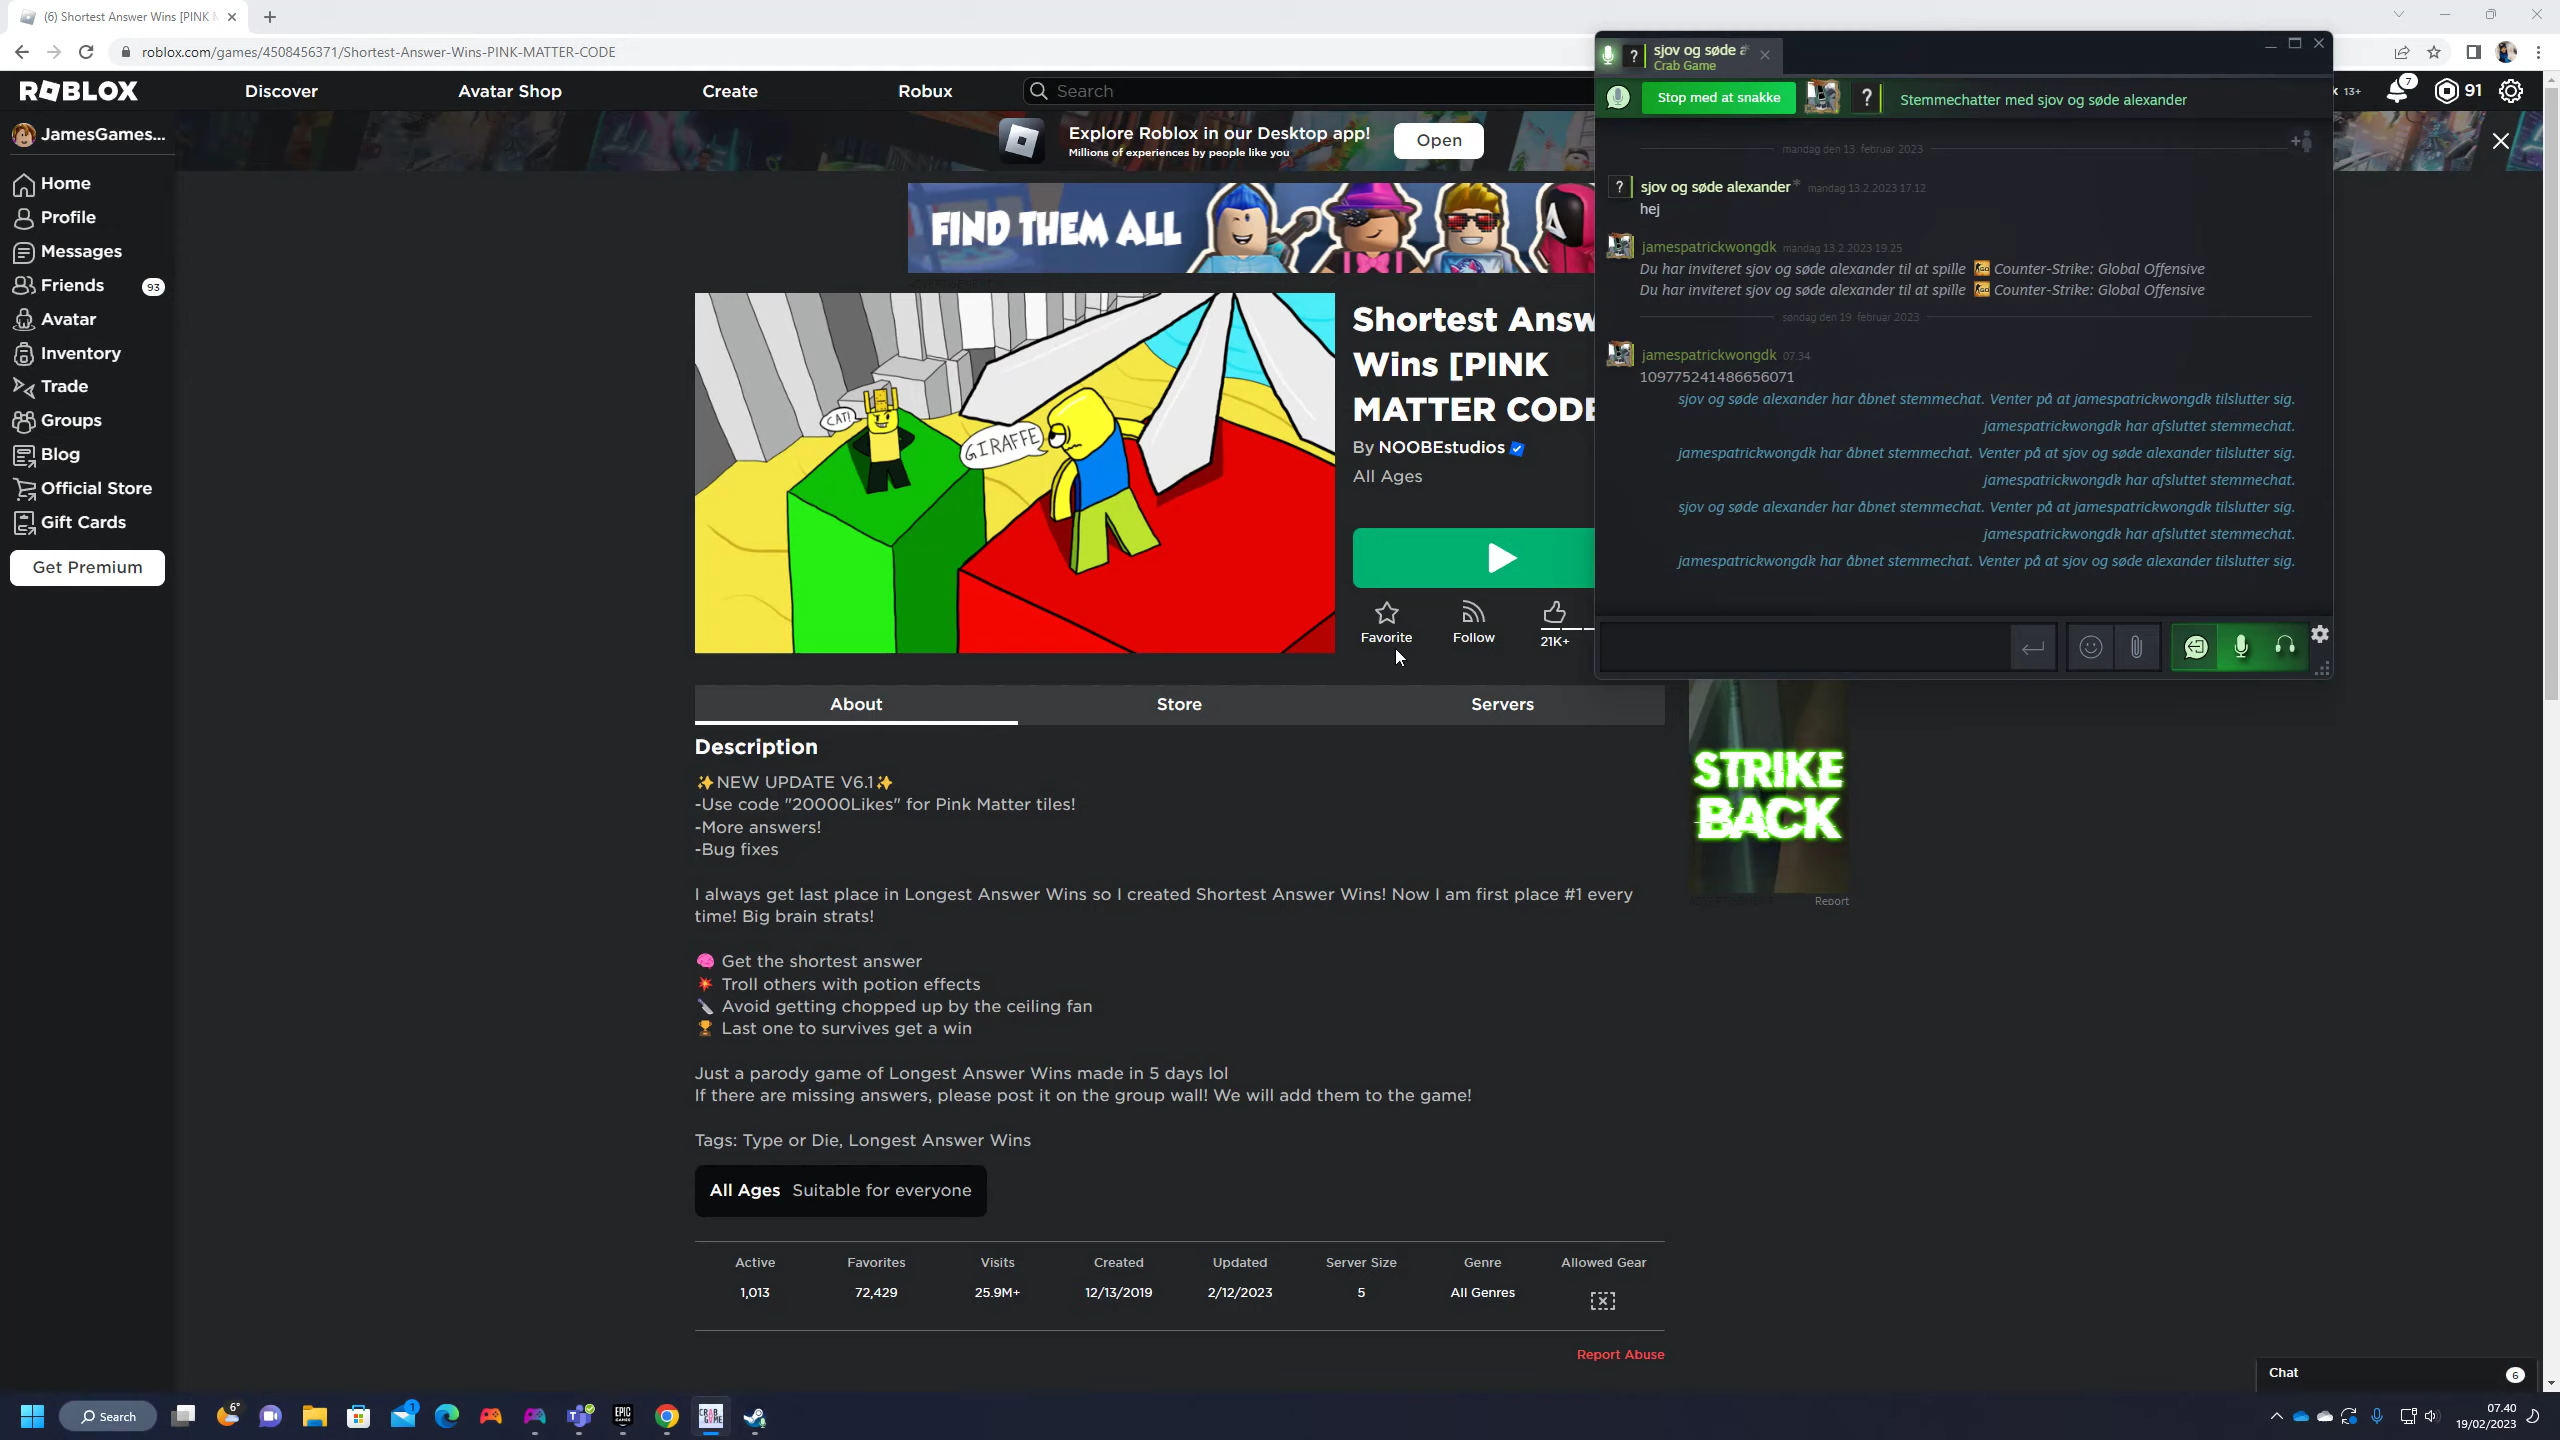 (6) Shortest Answer Wins [PINK M
roblox.com/games/4508456371/Shortest-Answer-Wins-PINK-MATTER-CODE
ROBLOX
Discover
Avatar Shop
Create
Robux
Search
13+
7
91
JamesGames...
Home
Profile
Messages
Friends
93
Avatar
Inventory
Trade
Groups
Blog
Official Store
Gift Cards
Get Premium
Explore Roblox in our Desktop app!
Millions of experiences by people like you
Open
FIND THEM ALL
CAT!
GIRAFFE
Shortest Answ
Wins [PINK
MATTER CODE
By NOOBEstudios
All Ages
Favorite
Follow
21K+
sjov og søde a
Crab Game
Stop med at snakke
Stemmechatter med sjov og søde alexander
mandag den 13. februar 2023
sjov og søde alexander * mandag 13.2.2023 17.12
hej
jamespatrickwongdk mandag 13.2.2023 19.25
Du har inviteret sjov og søde alexander til at spille Counter-Strike: Global Offensive
Du har inviteret sjov og søde alexander til at spille Counter-Strike: Global Offensive
søndag den 19. februar 2023
jamespatrickwongdk 07.34
109775241486656071
sjov og søde alexander har åbnet stemmechat. Venter på at jamespatrickwongdk tilslutter sig.
jamespatrickwongdk har afsluttet stemmechat.
jamespatrickwongdk har åbnet stemmechat. Venter på at sjov og søde alexander tilslutter sig.
jamespatrickwongdk har afsluttet stemmechat.
sjov og søde alexander har åbnet stemmechat. Venter på at jamespatrickwongdk tilslutter sig.
jamespatrickwongdk har afsluttet stemmechat.
jamespatrickwongdk har åbnet stemmechat. Venter på at sjov og søde alexander tilslutter sig.
About
Store
Servers
Description
✨NEW UPDATE V6.1✨
-Use code "20000Likes" for Pink Matter tiles!
-More answers!
-Bug fixes
I always get last place in Longest Answer Wins so I created Shortest Answer Wins! Now I am first place #1 every
time! Big brain strats!
🧠 Get the shortest answer
💥 Troll others with potion effects
🔪 Avoid getting chopped up by the ceiling fan
🏆 Last one to survives get a win
Just a parody game of Longest Answer Wins made in 5 days lol
If there are missing answers, please post it on the group wall! We will add them to the game!
Tags: Type or Die, Longest Answer Wins
All Ages Suitable for everyone
Active Favorites Visits Created Updated Server Size Genre Allowed Gear
1,013 72,429 25.9M+ 12/13/2019 2/12/2023 5 All Genres
Report Abuse
STRIKE
BACK
Report
Chat
6
Search
6°
1
EPIC
GAMES
CRAB
GAME
07.40
19/02/2023